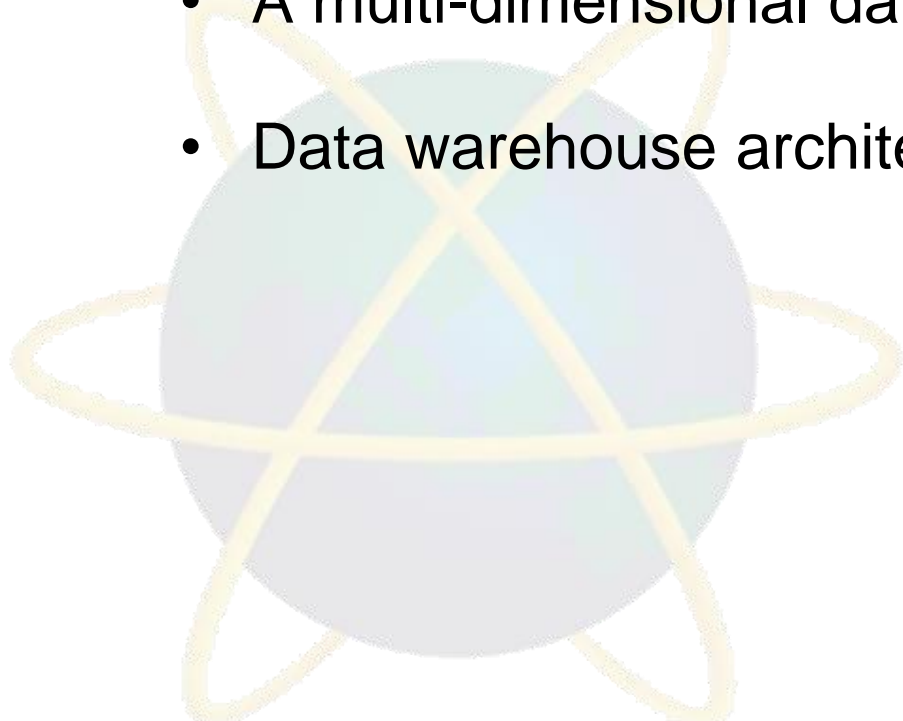 • A multi-dimensional da
• Data warehouse archite